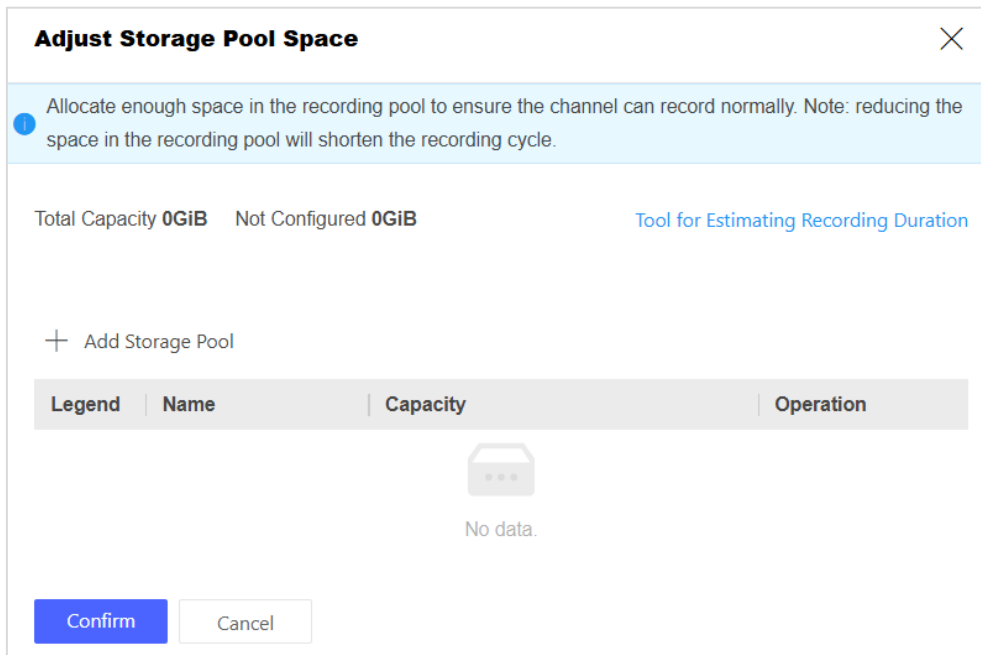 Adjust Storage Pool Space
Allocate enough space in the recording pool to ensure the channel can record normally. Note: reducing the
space in the recording pool will shorten the recording cycle.
Total Capacity 0GiB Not Configured 0GiB Tool for Estimating Recording Duration
Add Storage Pool
Legend Name Capacity Operation
No data.
Confirm Cancel